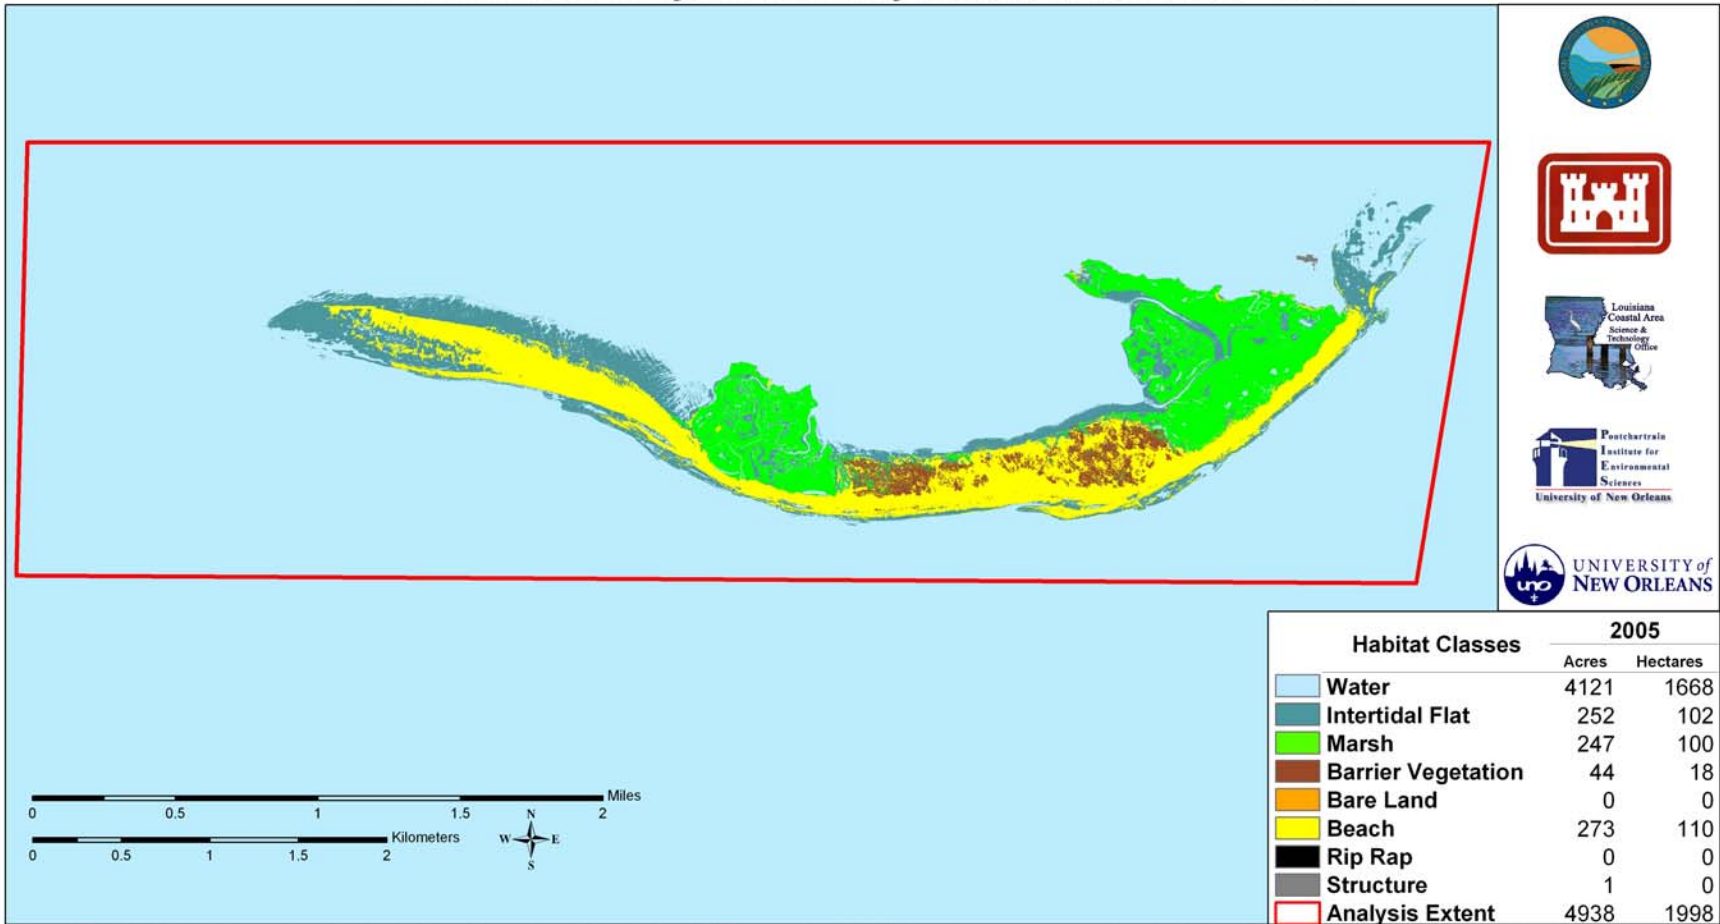 Louisiana
Coastal Area
Science &
Technology
Office
Pontchartrain
Institute for
Environmental
Sciences
University of New Orleans
uno
UNIVERSITY of
NEW ORLEANS
Habitat Classes 2005
Acres Hectares
Water 4121 1668
Intertidal Flat 252 102
Marsh 247 100
Barrier Vegetation 44 18
Bare Land 0 0
Beach 273 110
Rip Rap 0 0
Structure 1 0
Analysis Extent 4938 1998
Miles
0 0.5 1 1.5 2
Kilometers
0 0.5 1 1.5 2
N
W E
S